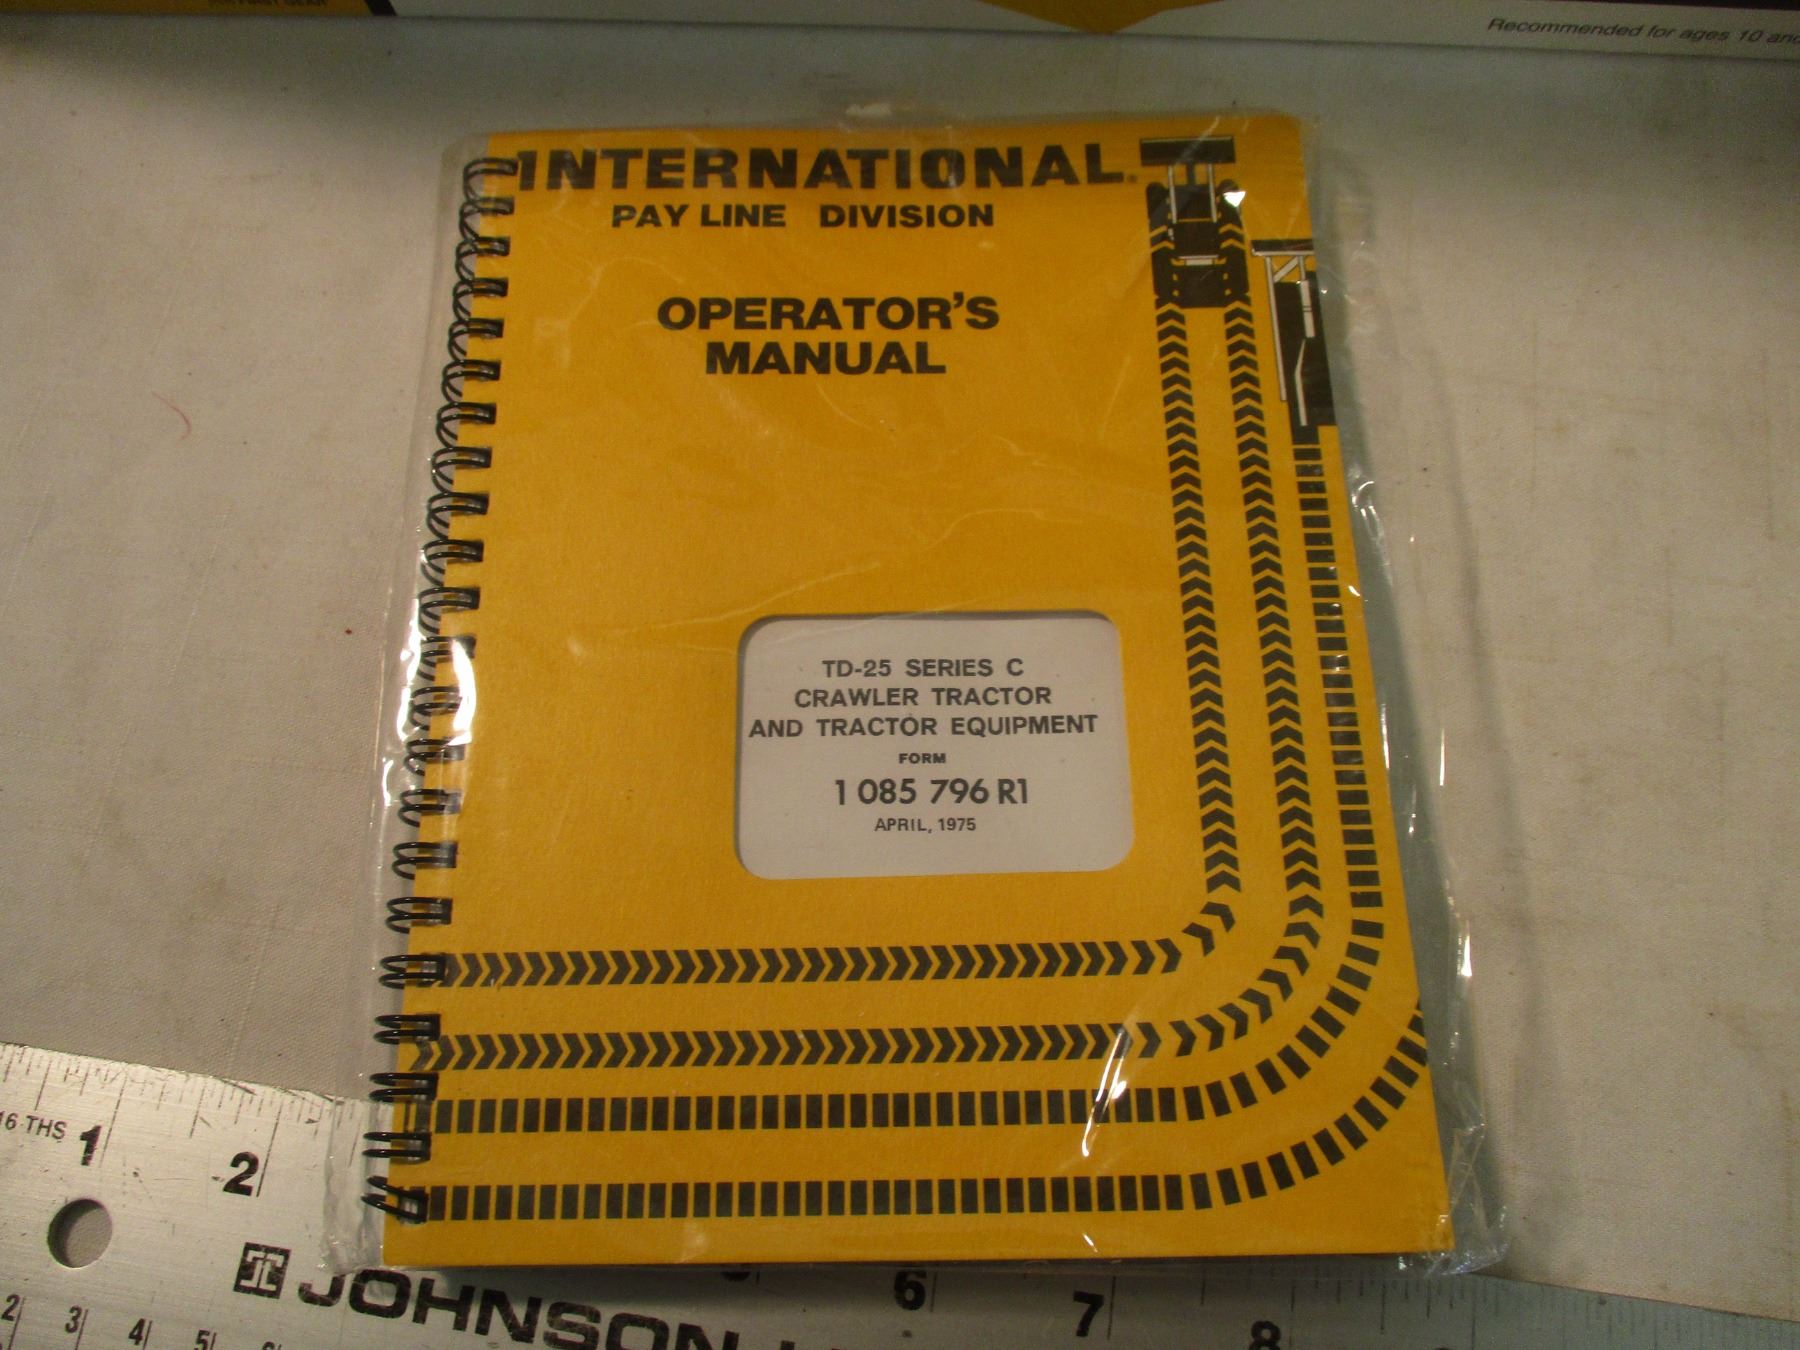 FIRST GEAR
Recommended for ages 10 and
INTERNATIONAL
PAY LINE DIVISION
OPERATOR'S
MANUAL
TD-25 SERIES C
CRAWLER TRACTOR
AND TRACTOR EQUIPMENT
FORM
1 085 796 R1
APRIL, 1975
16 THS 1 2
6 7 8
JOHNSON
2 3 4 5